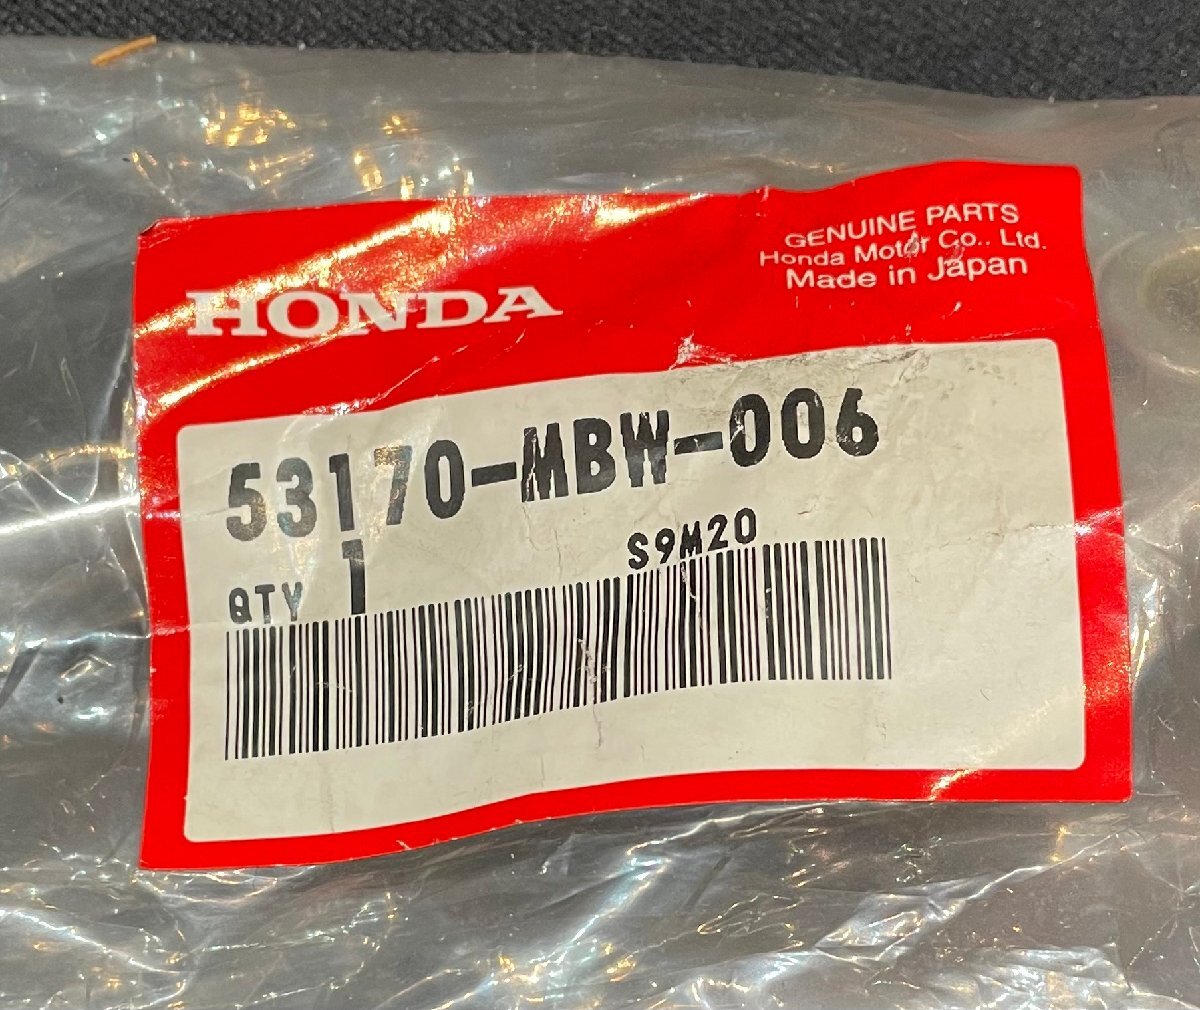 HONDA
GENUINE PARTS
Honda Motor Co., Ltd.
Made in Japan
53170-MBW-006
QTY 1
S9M20